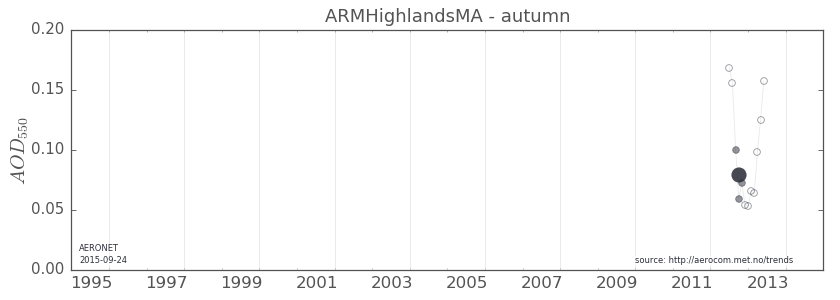 ARMHighlandsMA - autumn
0.20
0.15
0.10
0.05
0.00
AOD550
AERONET
2015-09-24
source: http://aerocom.met.no/trends
1995 1997 1999 2001 2003 2005 2007 2009 2011 2013